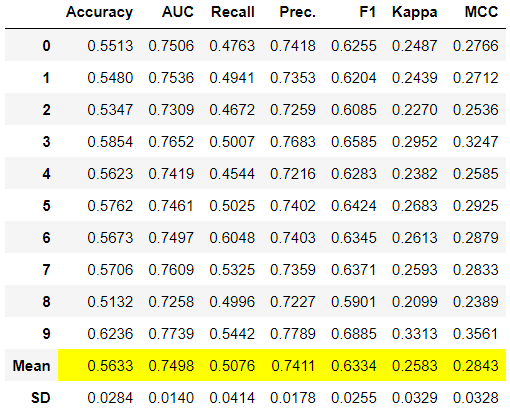 Accuracy AUC Recall Prec. F1 Kappa MCC
0 0.5513 0.7506 0.4763 0.7418 0.6255 0.2487 0.2766
1 0.5480 0.7536 0.4941 0.7353 0.6204 0.2439 0.2712
2 0.5347 0.7309 0.4672 0.7259 0.6085 0.2270 0.2536
3 0.5854 0.7652 0.5007 0.7683 0.6585 0.2952 0.3247
4 0.5623 0.7419 0.4544 0.7216 0.6283 0.2382 0.2585
5 0.5762 0.7461 0.5025 0.7402 0.6424 0.2683 0.2925
6 0.5673 0.7497 0.6048 0.7403 0.6345 0.2613 0.2879
7 0.5706 0.7609 0.5325 0.7359 0.6371 0.2593 0.2833
8 0.5132 0.7258 0.4996 0.7227 0.5901 0.2099 0.2389
9 0.6236 0.7739 0.5442 0.7789 0.6885 0.3313 0.3561
Mean 0.5633 0.7498 0.5076 0.7411 0.6334 0.2583 0.2843
SD 0.0284 0.0140 0.0414 0.0178 0.0255 0.0329 0.0328